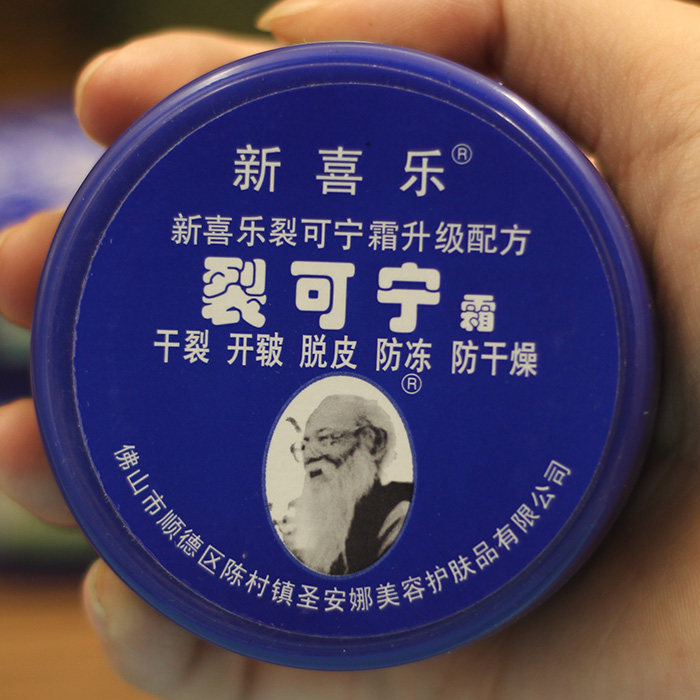 新喜乐®
新喜乐裂可宁霜升级配方
裂可宁霜
干裂 开皲 脱皮 防冻 防干燥
®
佛山市顺德区陈村镇圣安娜美容护肤品有限公司